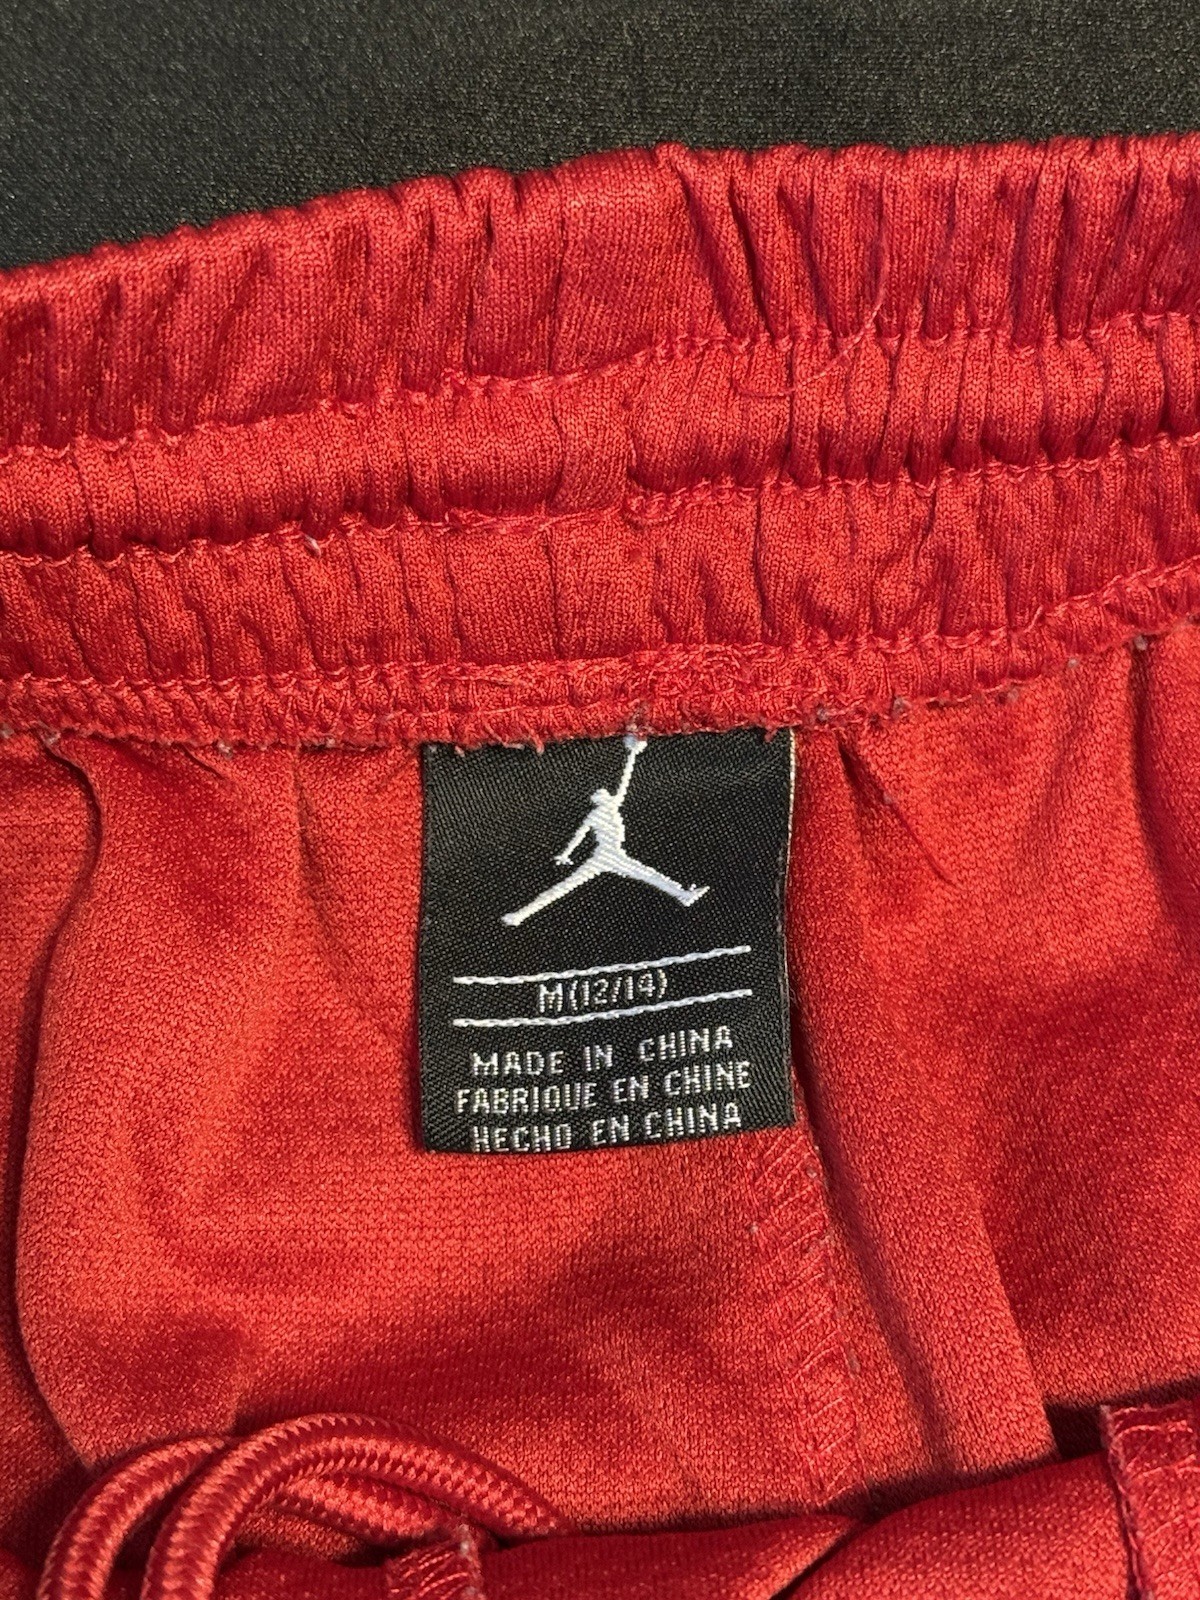 M(12/14)
MADE IN CHINA
FABRIQUE EN CHINE
HECHO EN CHINA